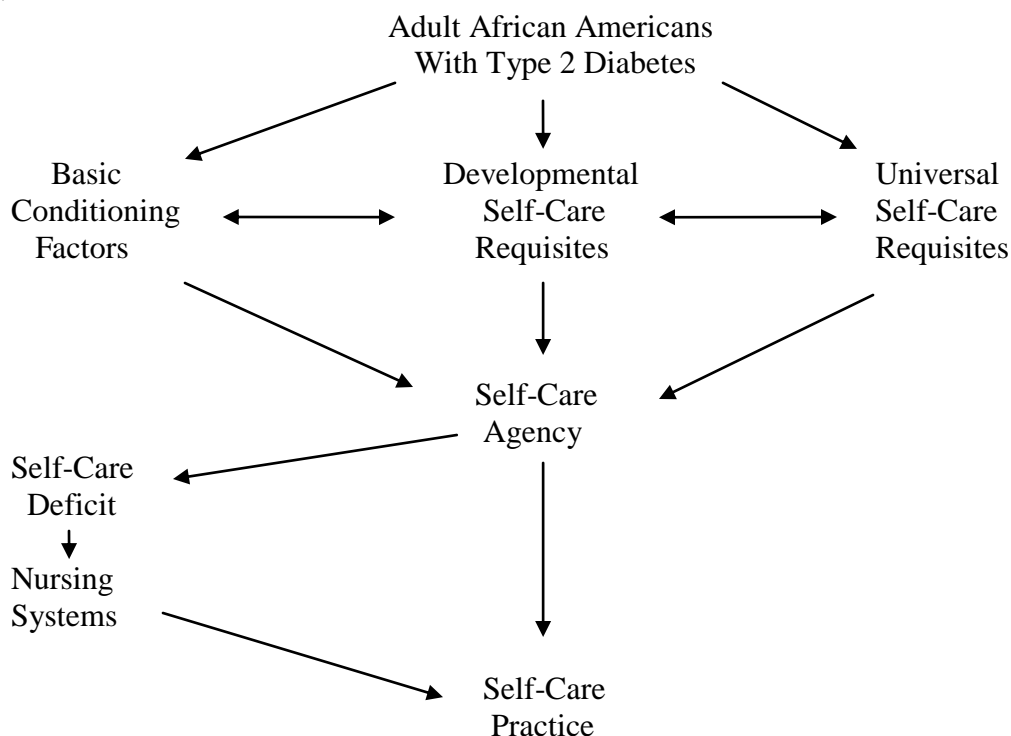 Adult African Americans
With Type 2 Diabetes
Basic
Conditioning
Factors
Developmental
Self-Care
Requisites
Universal
Self-Care
Requisites
Self-Care
Agency
Self-Care
Deficit
Nursing
Systems
Self-Care
Practice